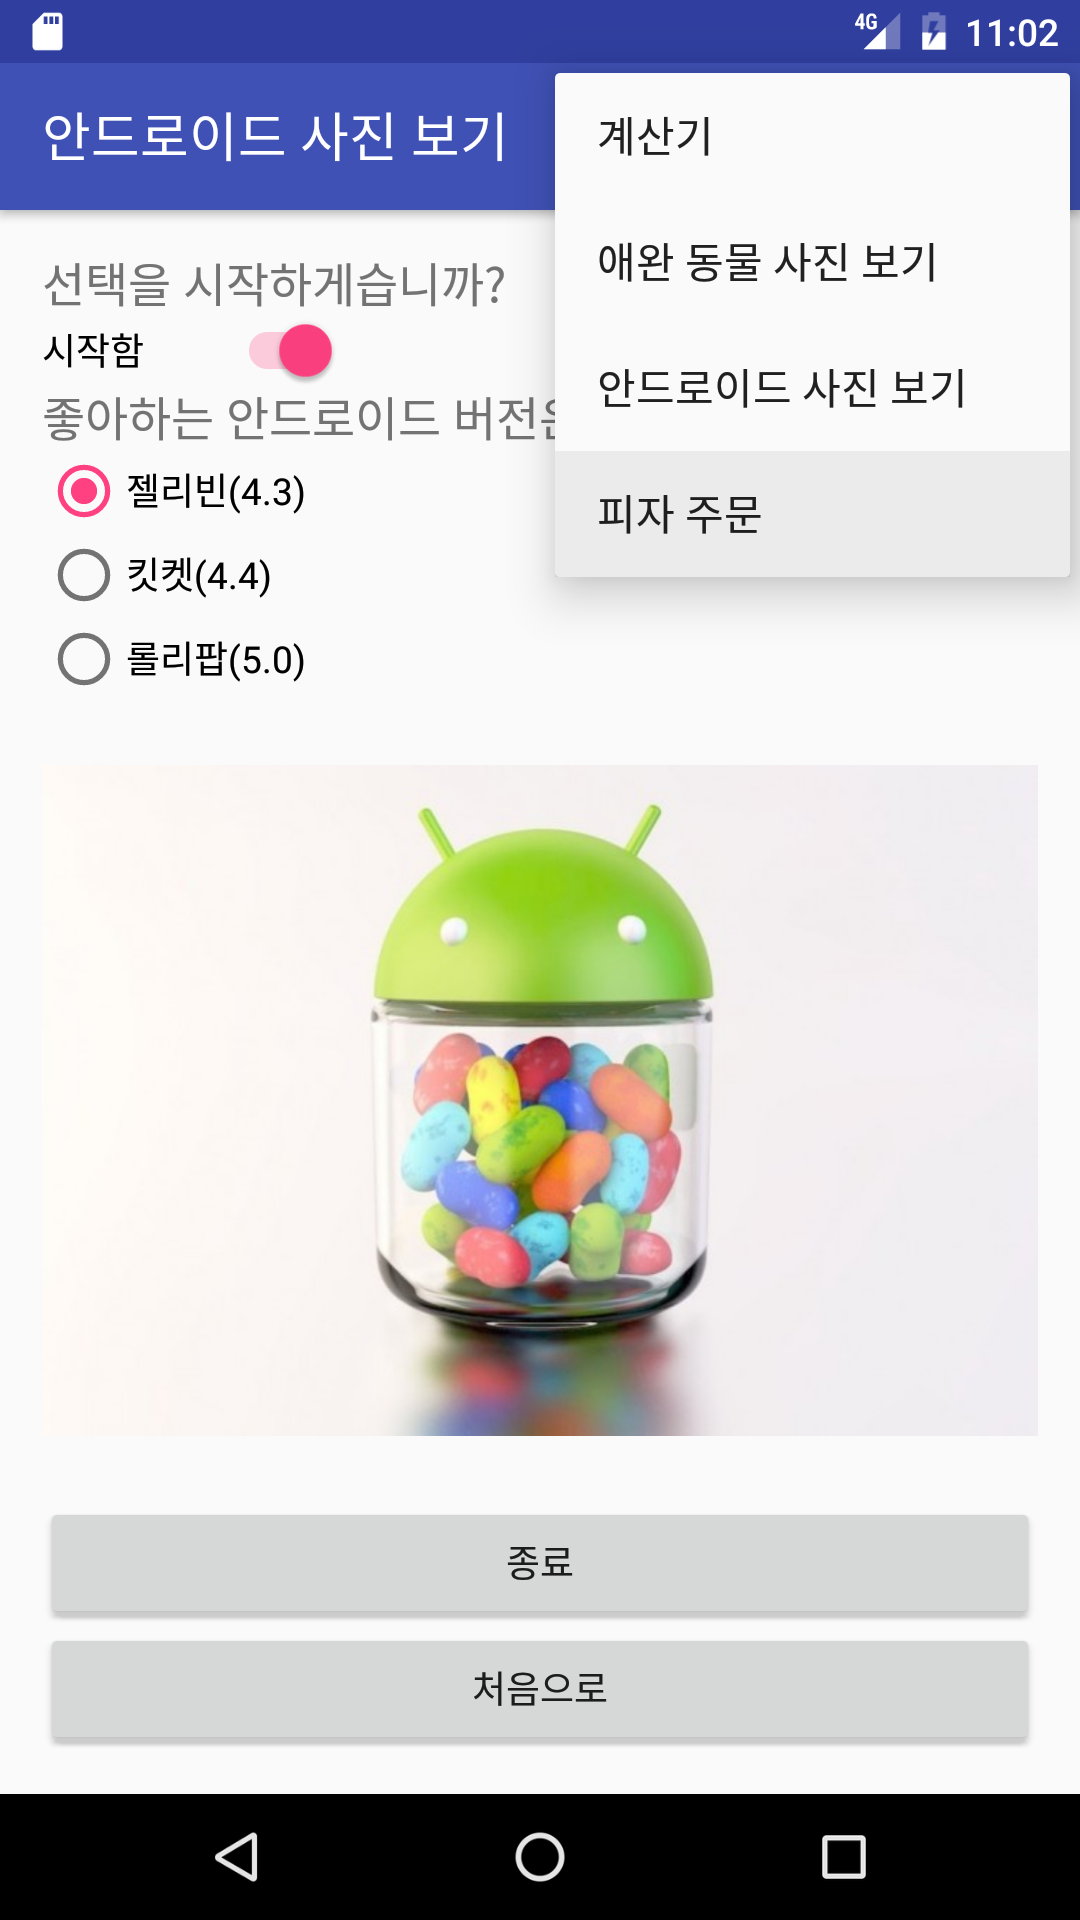 4G 11:02
안드로이드 사진 보기
계산기
애완 동물 사진 보기
안드로이드 사진 보기
피자 주문
선택을 시작하게습니까?
시작함
좋아하는 안드로이드 버전은
젤리빈(4.3)
킷켓(4.4)
롤리팝(5.0)
종료
처음으로